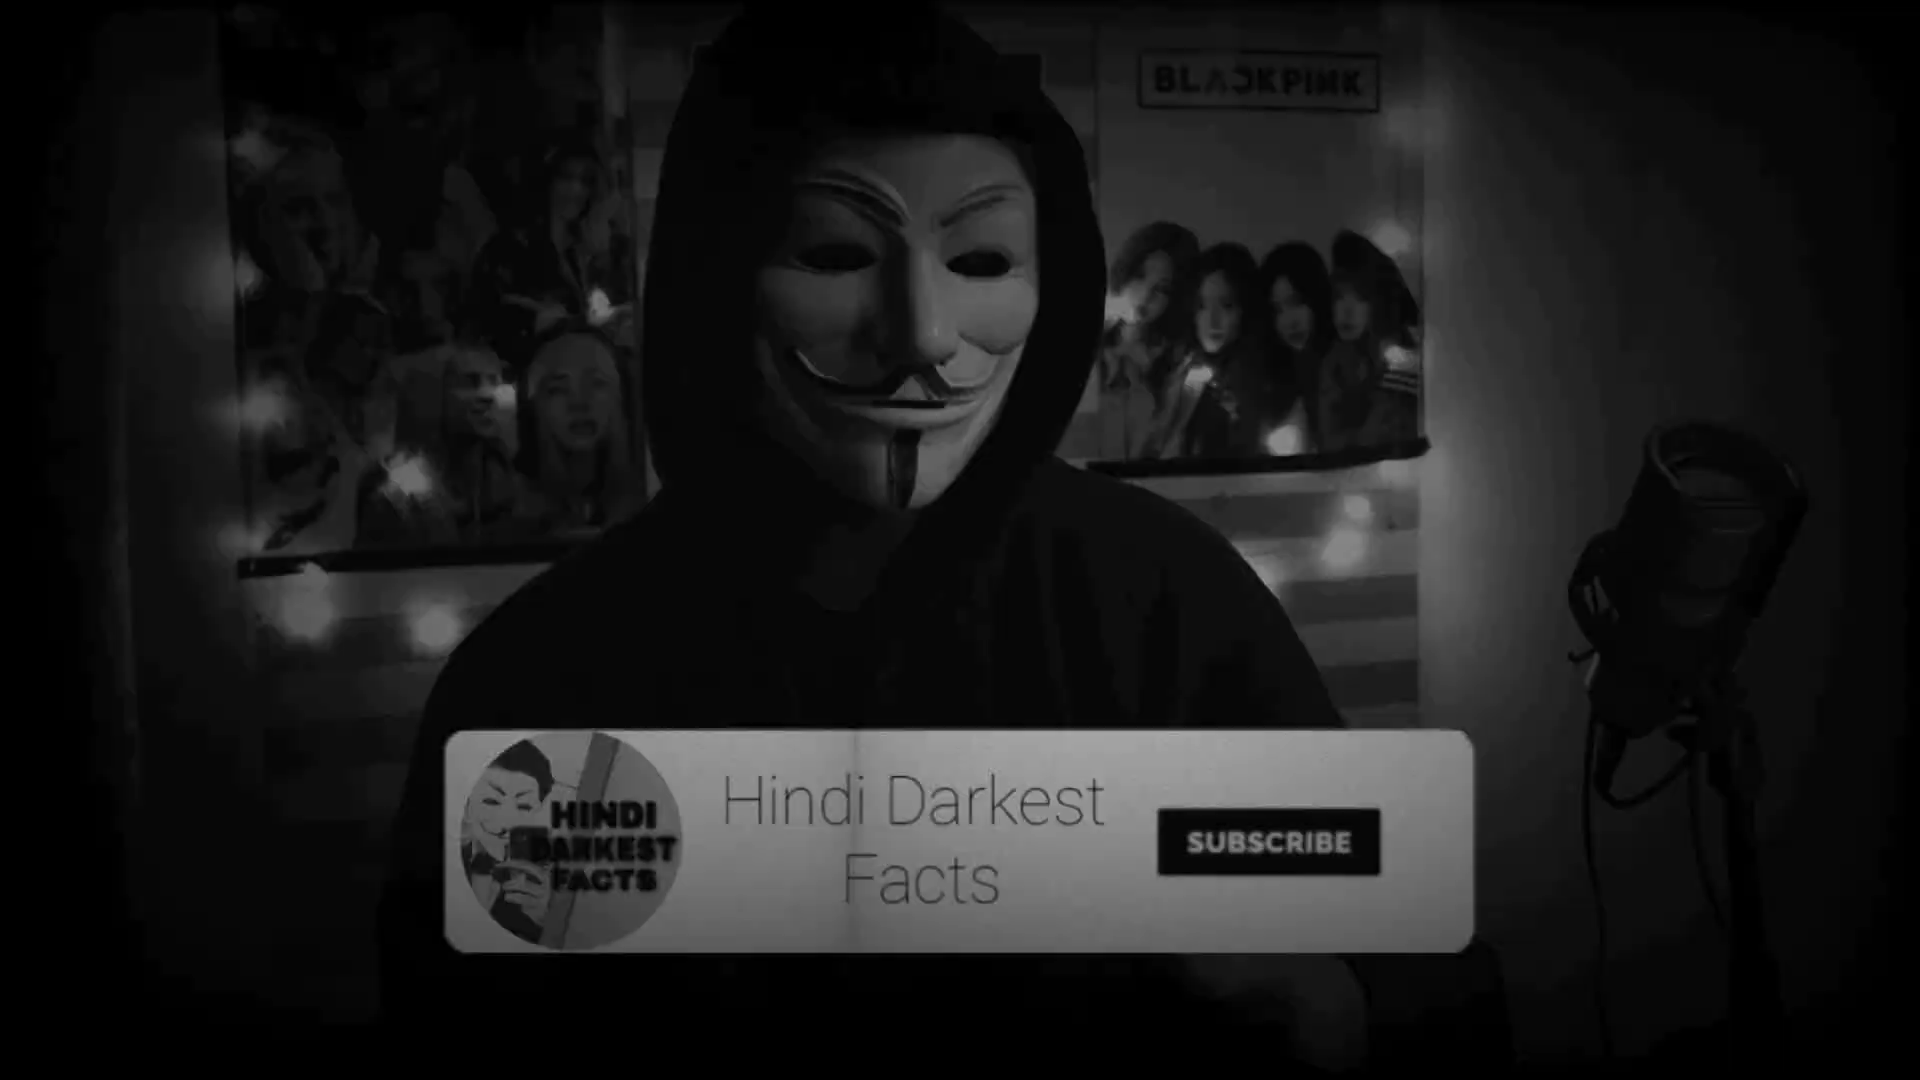 BLACKPINK
HINDI
DARKEST
FACTS
Hindi Darkest
Facts
SUBSCRIBE